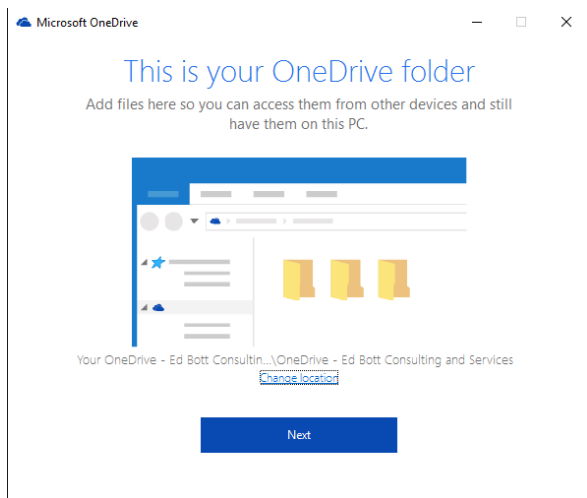 Microsoft OneDrive
This is your OneDrive folder
Add files here so you can access them from other devices and still
have them on this PC.
Your OneDrive - Ed Bott Consultin...\OneDrive - Ed Bott Consulting and Services
Change location
Next